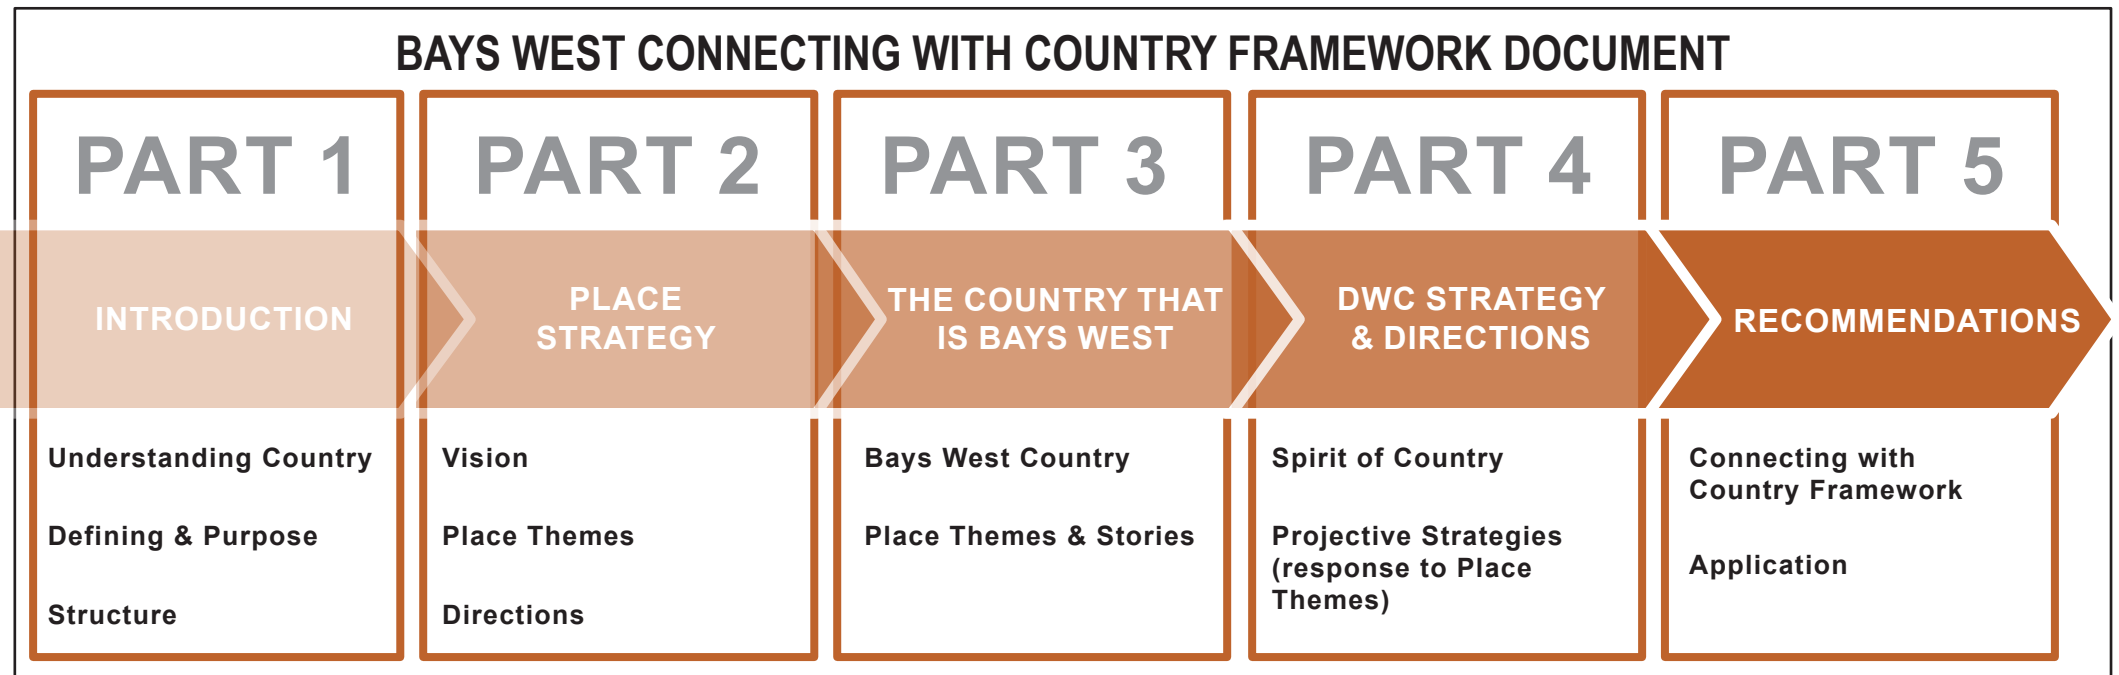 BAYS WEST CONNECTING WITH COUNTRY FRAMEWORK DOCUMENT
PART 1
INTRODUCTION
Understanding Country
Defining & Purpose
Structure
PART 2
PLACE
STRATEGY
Vision
Place Themes
Directions
PART 3
THE COUNTRY THAT
IS BAYS WEST
Bays West Country
Place Themes & Stories
PART 4
DWC STRATEGY
& DIRECTIONS
Spirit of Country
Projective Strategies
(response to Place
Themes)
PART 5
RECOMMENDATIONS
Connecting with
Country Framework
Application